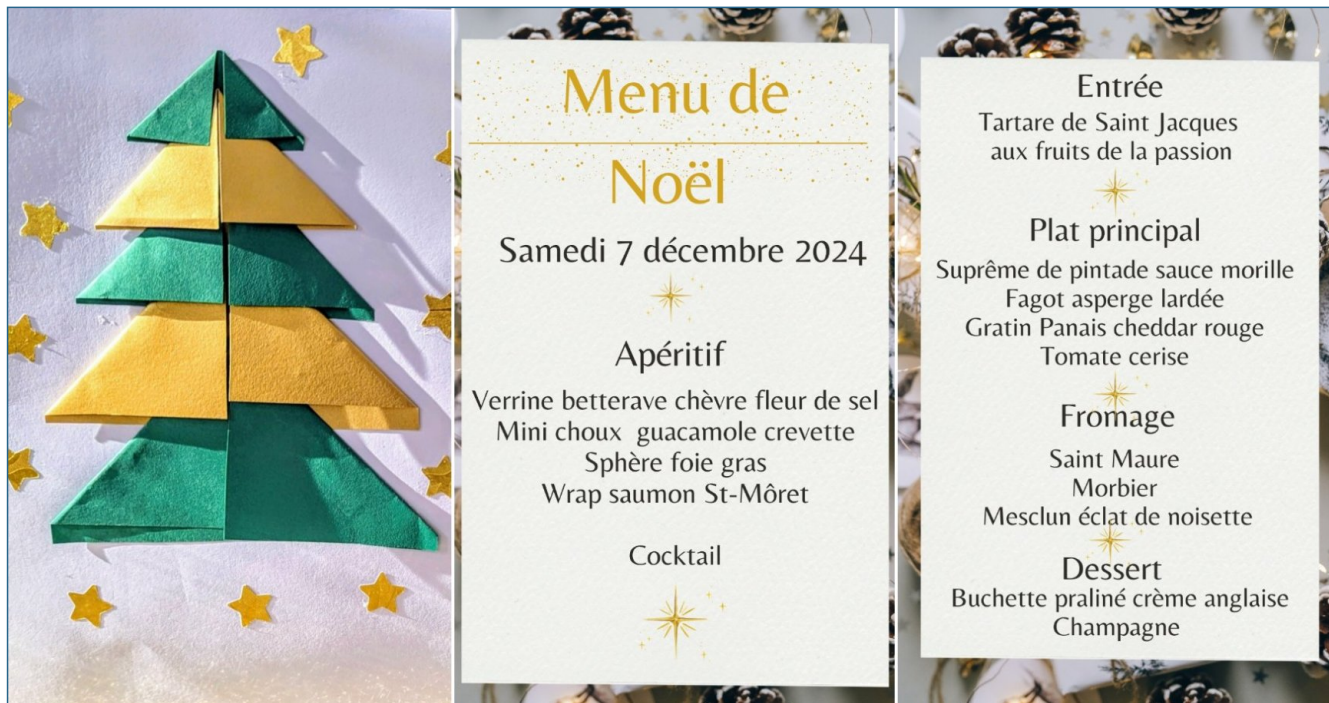 Menu de
Noël
Samedi 7 décembre 2024
Apéritif
Verrine betterave chèvre fleur de sel
Mini choux guacamole crevette
Sphère foie gras
Wrap saumon St-Môret
Cocktail
Entrée
Tartare de Saint Jacques
aux fruits de la passion
Plat principal
Suprême de pintade sauce morille
Fagot asperge lardée
Gratin Panais cheddar rouge
Tomate cerise
Fromage
Saint Maure
Morbier
Mesclun éclat de noisette
Dessert
Buchette praliné crème anglaise
Champagne